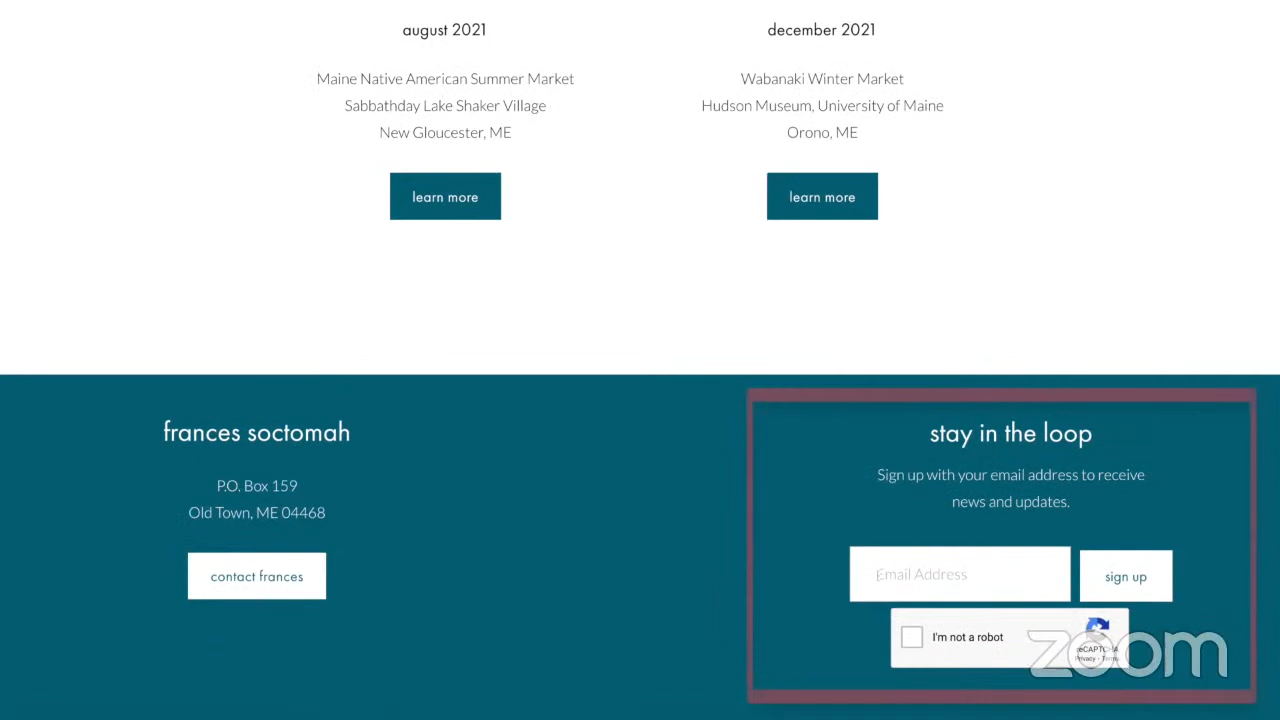 august 2021
Maine Native American Summer Market
Sabbathday Lake Shaker Village
New Gloucester, ME
learn more
december 2021
Wabanaki Winter Market
Hudson Museum, University of Maine
Orono, ME
learn more
frances soctomah
P.O. Box 159
Old Town, ME 04468
contact frances
stay in the loop
Sign up with your email address to receive
news and updates.
Email Address
sign up
I'm not a robot
reCAPTCHA
Privacy - Terms
zoom